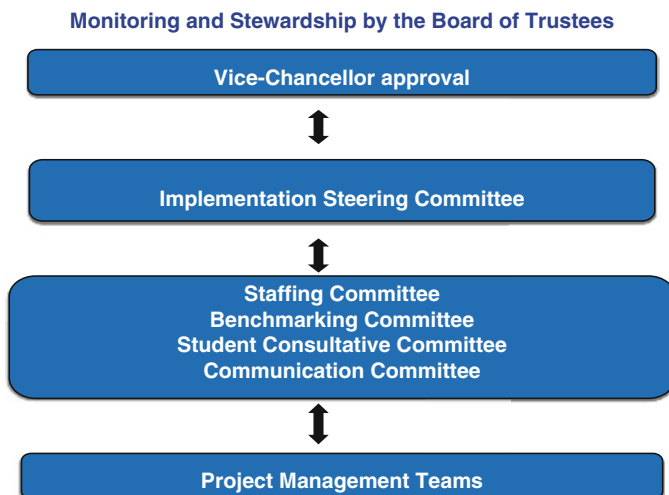 Monitoring and Stewardship by the Board of Trustees
Vice-Chancellor approval
Implementation Steering Committee
Staffing Committee
Benchmarking Committee
Student Consultative Committee
Communication Committee
Project Management Teams